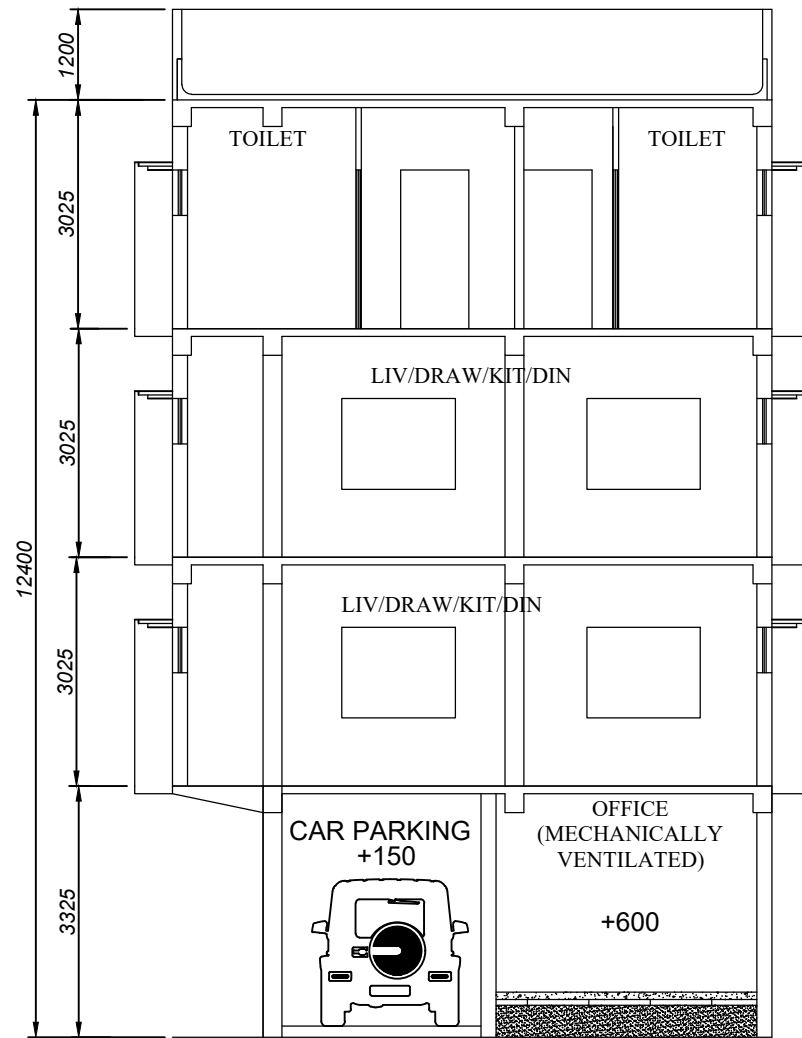 1200
TOILET
TOILET
3025
LIV/DRAW/KIT/DIN
3025
12400
LIV/DRAW/KIT/DIN
3025
CAR PARKING
+150
OFFICE
(MECHANICALLY
VENTILATED)
+600
3325